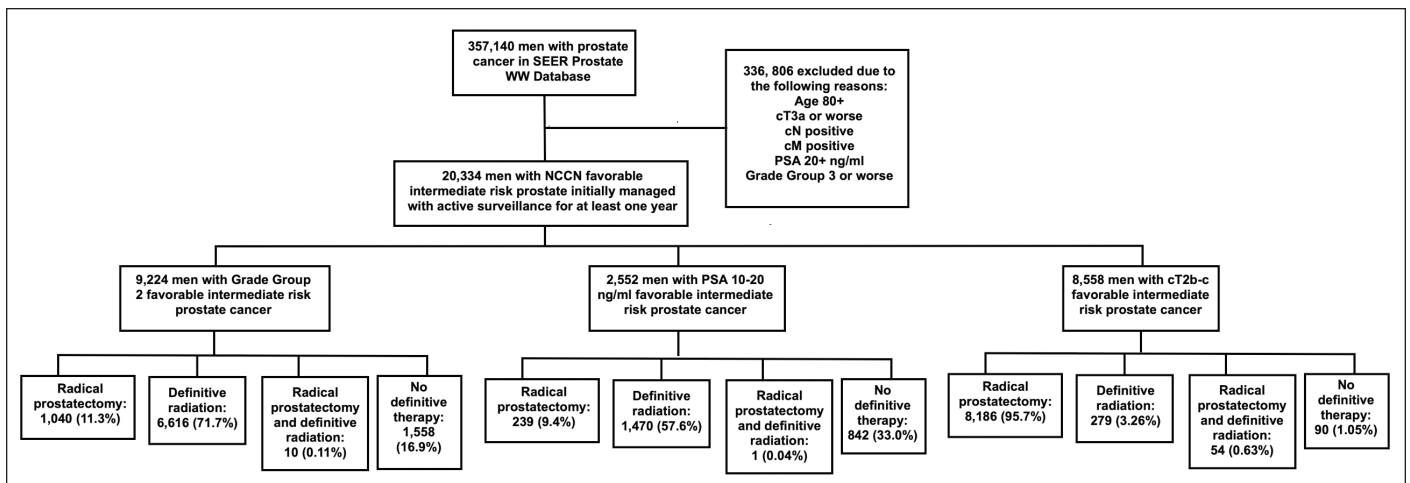 357,140 men with prostate
cancer in SEER Prostate
WW Database
336, 806 excluded due to
the following reasons:
Age 80+
cT3a or worse
cN positive
cM positive
PSA 20+ ng/ml
Grade Group 3 or worse
20,334 men with NCCN favorable
intermediate risk prostate initially managed
with active surveillance for at least one year
9,224 men with Grade Group
2 favorable intermediate risk
prostate cancer
2,552 men with PSA 10-20
ng/ml favorable intermediate
risk prostate cancer
8,558 men with cT2b-c
favorable intermediate
risk prostate cancer
Radical
prostatectomy:
1,040 (11.3%)
Definitive
radiation:
6,616 (71.7%)
Radical
prostatectomy
and definitive
radiation:
10 (0.11%)
No
definitive
therapy:
1,558
(16.9%)
Radical
prostatectomy:
239 (9.4%)
Definitive
radiation:
1,470 (57.6%)
Radical
prostatectomy
and definitive
radiation:
1 (0.04%)
No
definitive
therapy:
842 (33.0%)
Radical
prostatectomy:
8,186 (95.7%)
Definitive
radiation:
279 (3.26%)
Radical
prostatectomy
and definitive
radiation:
54 (0.63%)
No
definitive
therapy:
90 (1.05%)